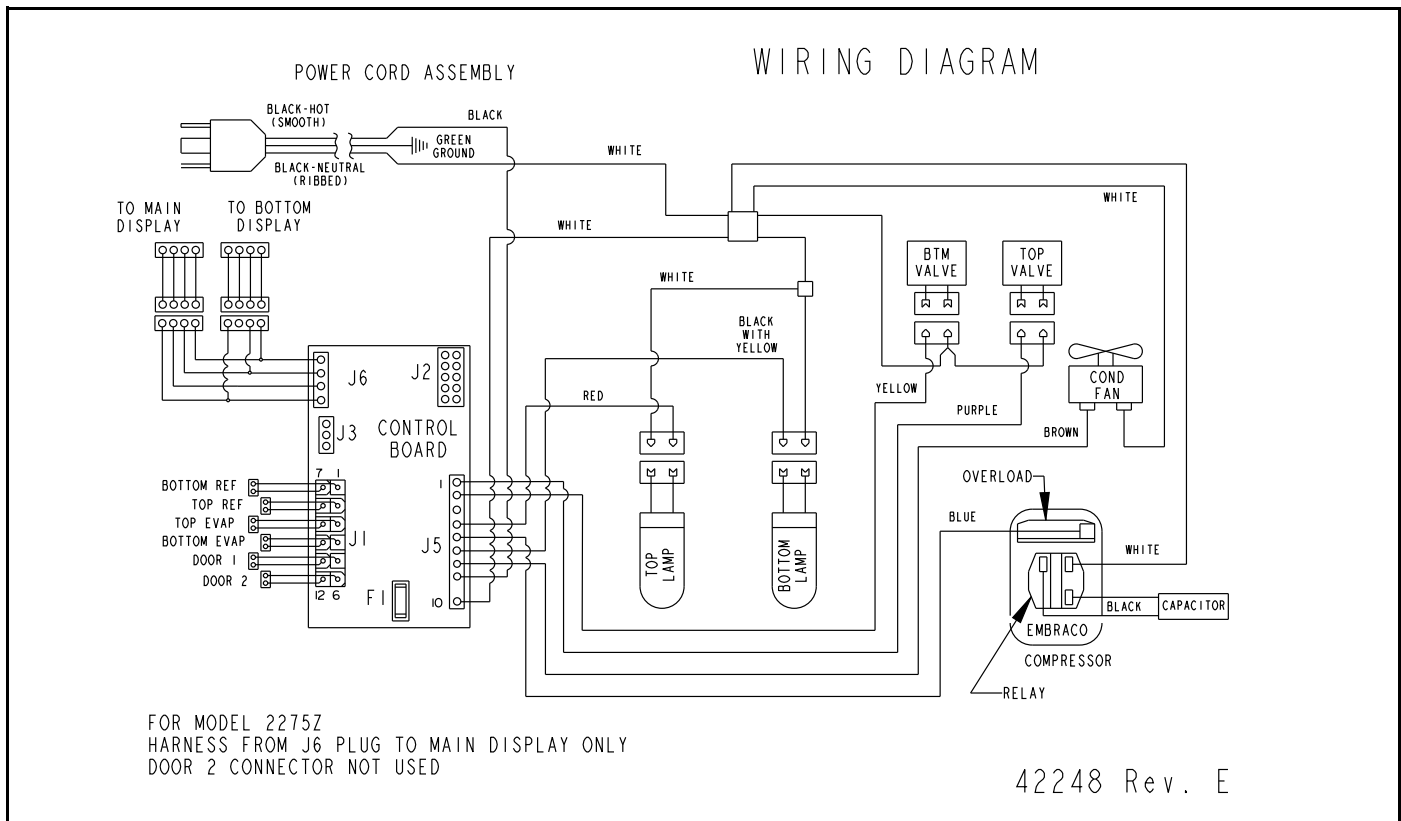 WIRING DIAGRAM
POWER CORD ASSEMBLY
BLACK-HOT
(SMOOTH)
BLACK
GREEN
GROUND
BLACK-NEUTRAL
(RIBBED)
WHITE
WHITE
TO MAIN
DISPLAY
TO BOTTOM
DISPLAY
WHITE
BTM
VALVE
TOP
VALVE
WHITE
BLACK
WITH
YELLOW
J6
J2
COND
FAN
YELLOW
RED
PURPLE
J3
CONTROL
BOARD
BROWN
7 1
BOTTOM REF
TOP REF
TOP EVAP
BOTTOM EVAP
DOOR 1
DOOR 2
J1
12 6
F1
1
J5
10
TOP
LAMP
BOTTOM
LAMP
OVERLOAD
BLUE
WHITE
BLACK
CAPACITOR
EMBRACO
COMPRESSOR
RELAY
FOR MODEL 2275Z
HARNESS FROM J6 PLUG TO MAIN DISPLAY ONLY
DOOR 2 CONNECTOR NOT USED
42248 Rev. E